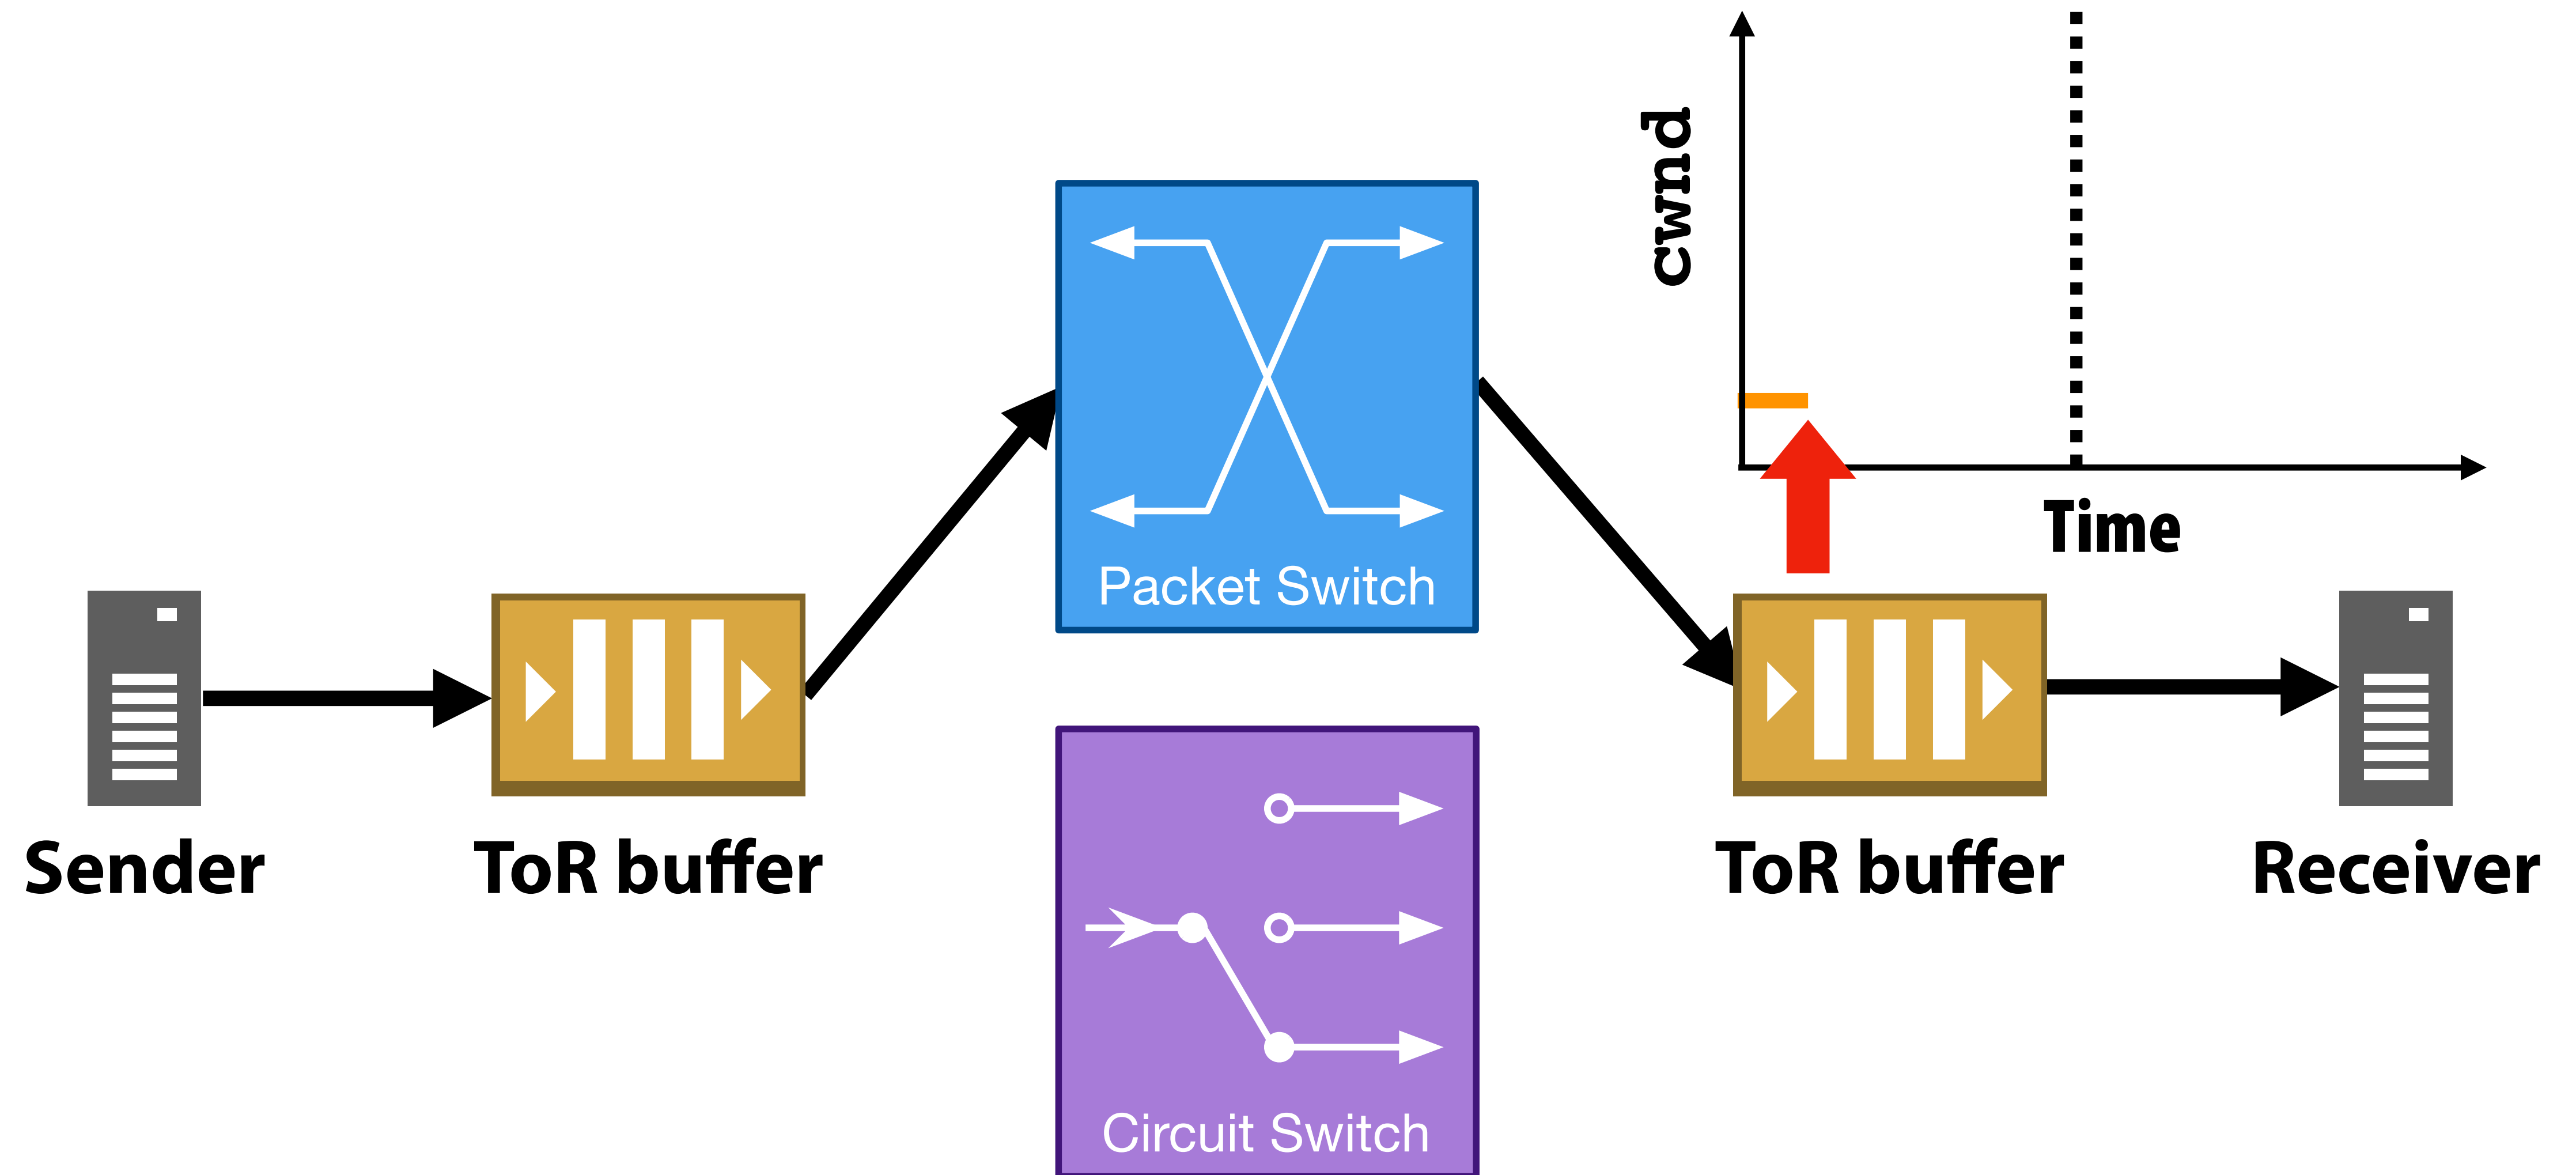 cwnd
Time
Packet Switch
Sender
ToR buffer
ToR buffer
Receiver
Circuit Switch